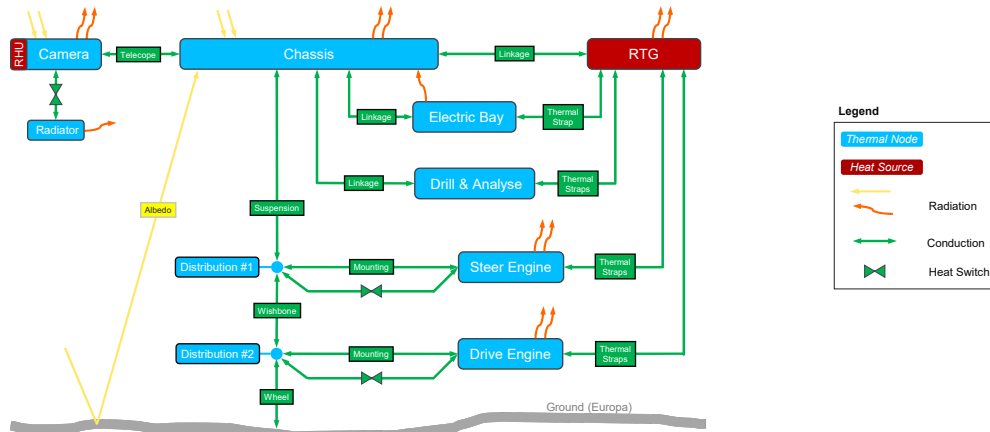 RHU
Camera
Telecope
Chassis
Linkage
RTG
Radiator
Linkage
Electric Bay
Thermal
Strap
Linkage
Drill & Analyse
Thermal
Straps
Albedo
Suspension
Distribution #1
Mounting
Steer Engine
Thermal
Straps
Wishbone
Distribution #2
Mounting
Drive Engine
Thermal
Straps
Wheel
Ground (Europa)
Legend
Thermal Node
Heat Source
Radiation
Conduction
Heat Switch